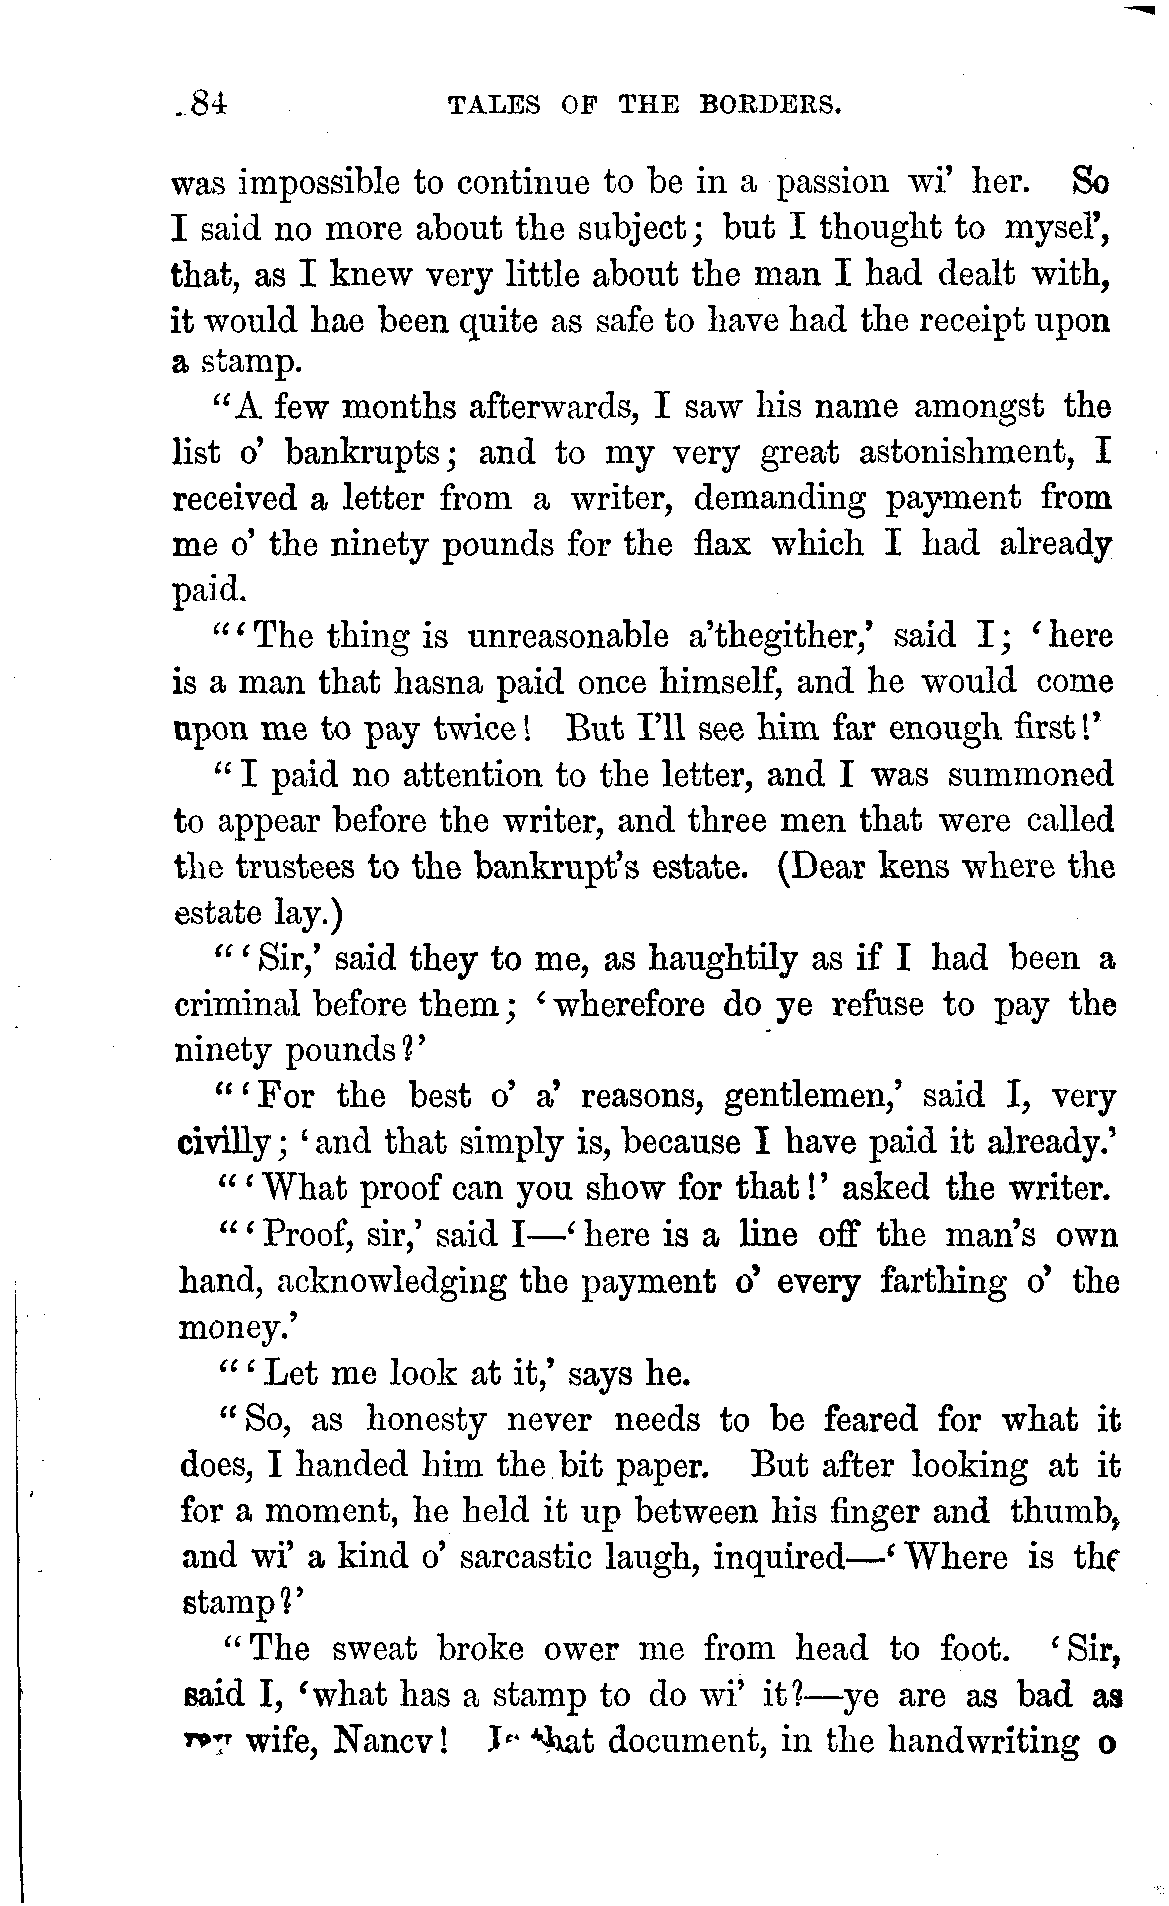 84 TALES OF THE BORDERS.
was impossible to continue to be in a passion wi' her. So
I said no more about the subject; but I thought to mysel',
that, as I knew very little about the man I had dealt with,
it would hae been quite as safe to have had the receipt upon
a stamp.
"A few months afterwards, I saw his name amongst the
list o' bankrupts; and to my very great astonishment, I
received a letter from a writer, demanding payment from
me o' the ninety pounds for the flax which I had already
paid.
"'The thing is unreasonable a'thegither,' said I; 'here
is a man that hasna paid once himself, and he would come
upon me to pay twice! But I'll see him far enough first!'
"I paid no attention to the letter, and I was summoned
to appear before the writer, and three men that were called
the trustees to the bankrupt's estate. (Dear kens where the
estate lay.)
"'Sir,' said they to me, as haughtily as if I had been a
criminal before them; 'wherefore do ye refuse to pay the
ninety pounds?'
"'For the best o' a' reasons, gentlemen,' said I, very
civilly; 'and that simply is, because I have paid it already.'
"'What proof can you show for that!' asked the writer.
"'Proof, sir,' said I—'here is a line off the man's own
hand, acknowledging the payment o' every farthing o' the
money.'
"'Let me look at it,' says he.
"So, as honesty never needs to be feared for what it
does, I handed him the bit paper. But after looking at it
for a moment, he held it up between his finger and thumb,
and wi' a kind o' sarcastic laugh, inquired—'Where is the
stamp?'
"The sweat broke ower me from head to foot. 'Sir,
said I, 'what has a stamp to do wi' it?—ye are as bad as
my wife, Nancy! Is that document, in the handwriting o